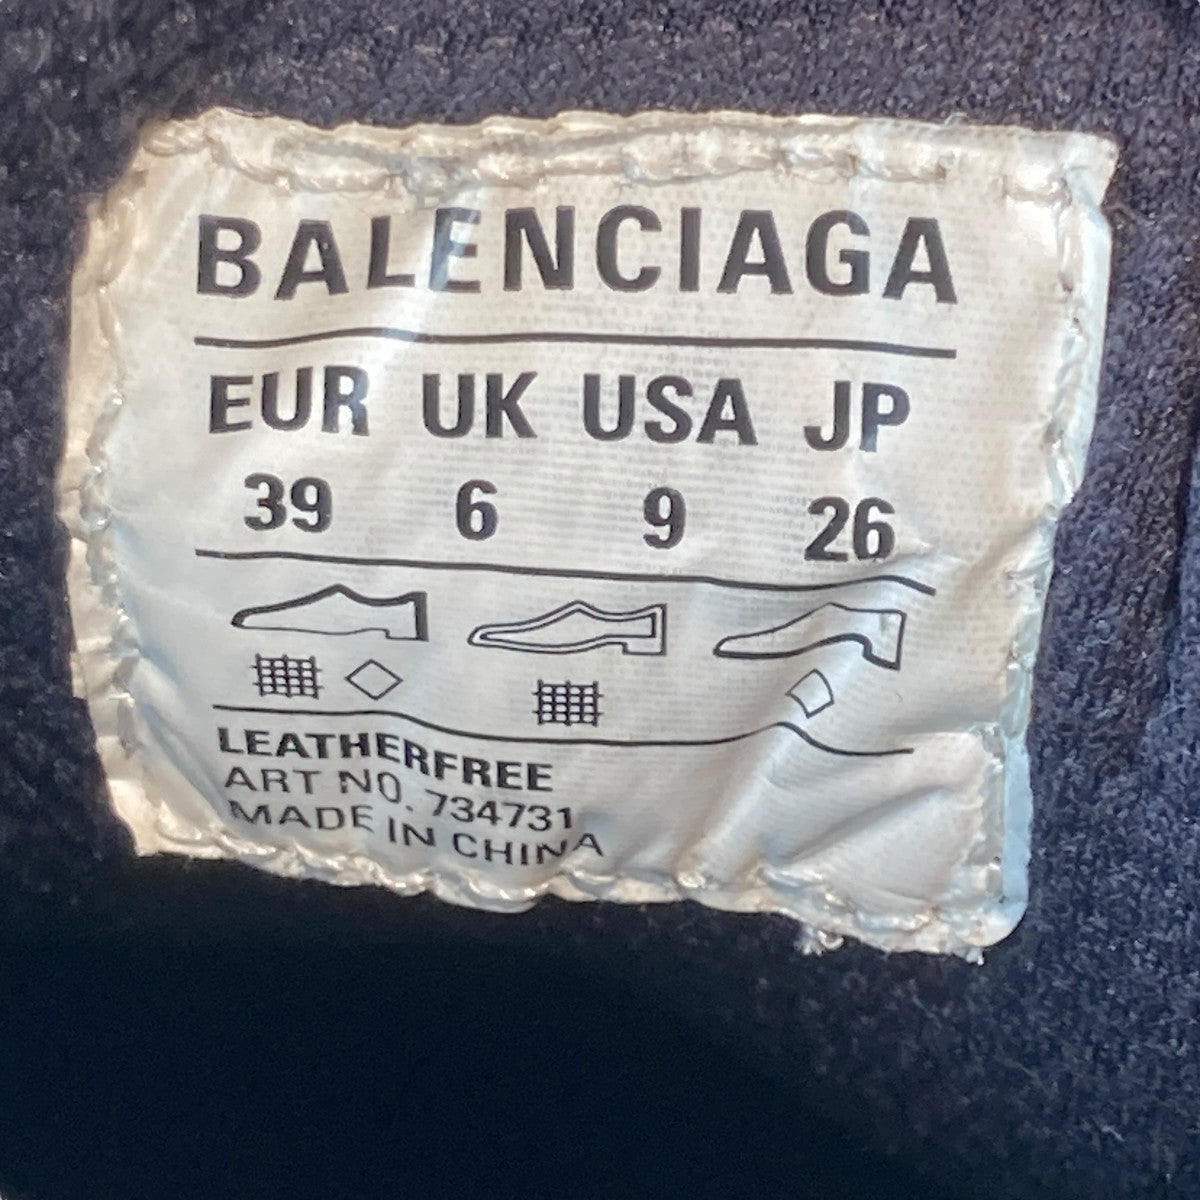 BALENCIAGA
EUR UK USA JP
39 6 9 26
LEATHERFREE
ART NO. 734731
MADE IN CHINA